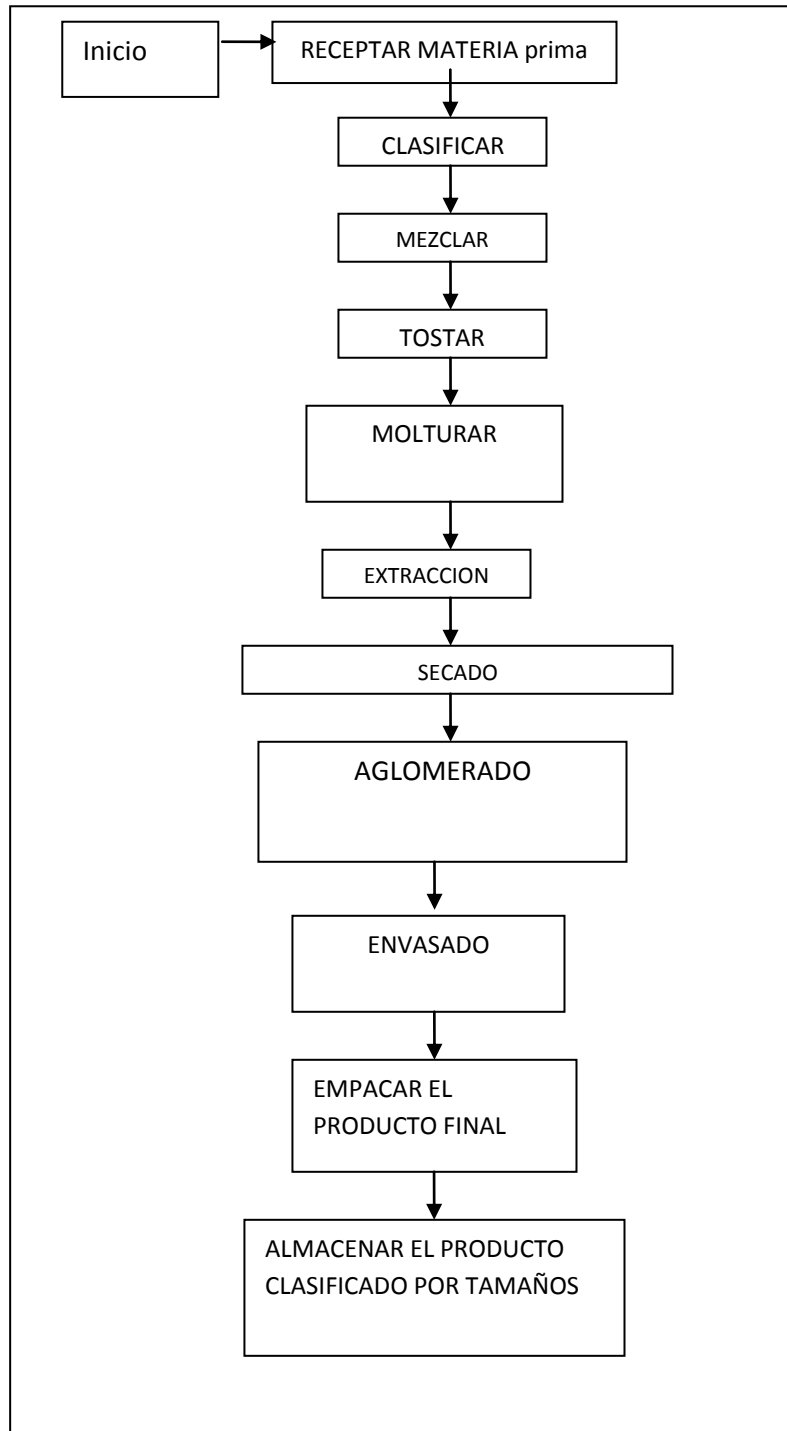 Inicio
RECEPTAR MATERIA prima
CLASIFICAR
MEZCLAR
TOSTAR
MOLTURAR
EXTRACCION
SECADO
AGLOMERADO
ENVASADO
EMPACAR EL
PRODUCTO FINAL
ALMACENAR EL PRODUCTO
CLASIFICADO POR TAMAÑOS